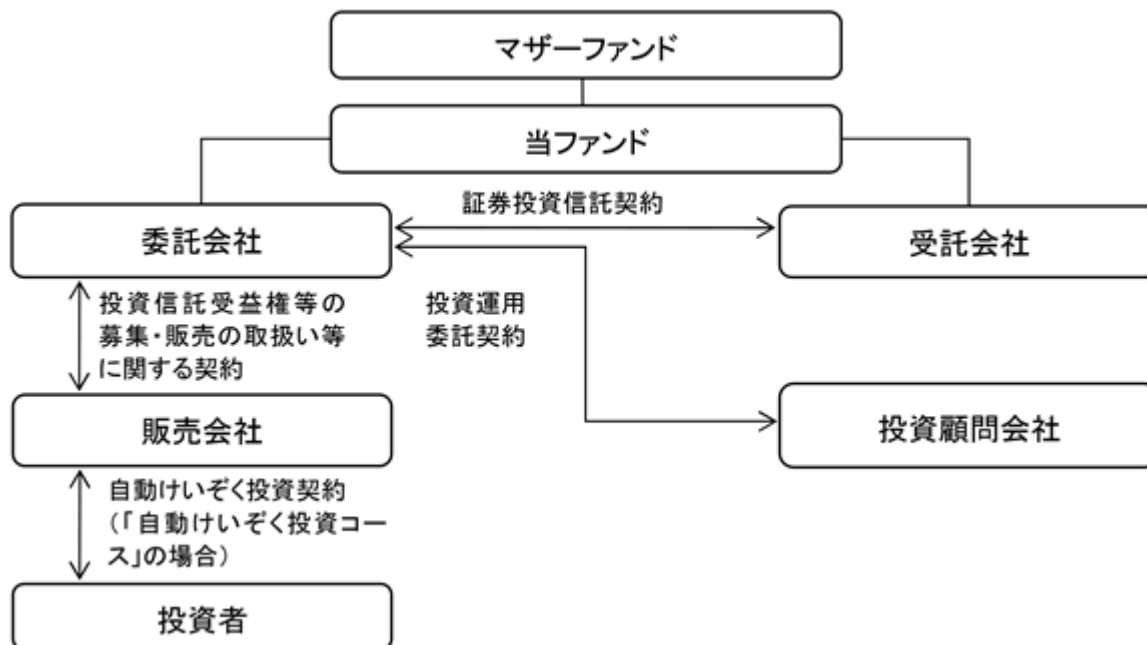 マザーファンド
当ファンド
証券投資信託契約
委託会社
受託会社
投資信託受益権等の
募集・販売の取扱い等
に関する契約
投資運用
委託契約
販売会社
投資顧問会社
自動けいぞく投資契約
(「自動けいぞく投資コー
ス」の場合)
投資者